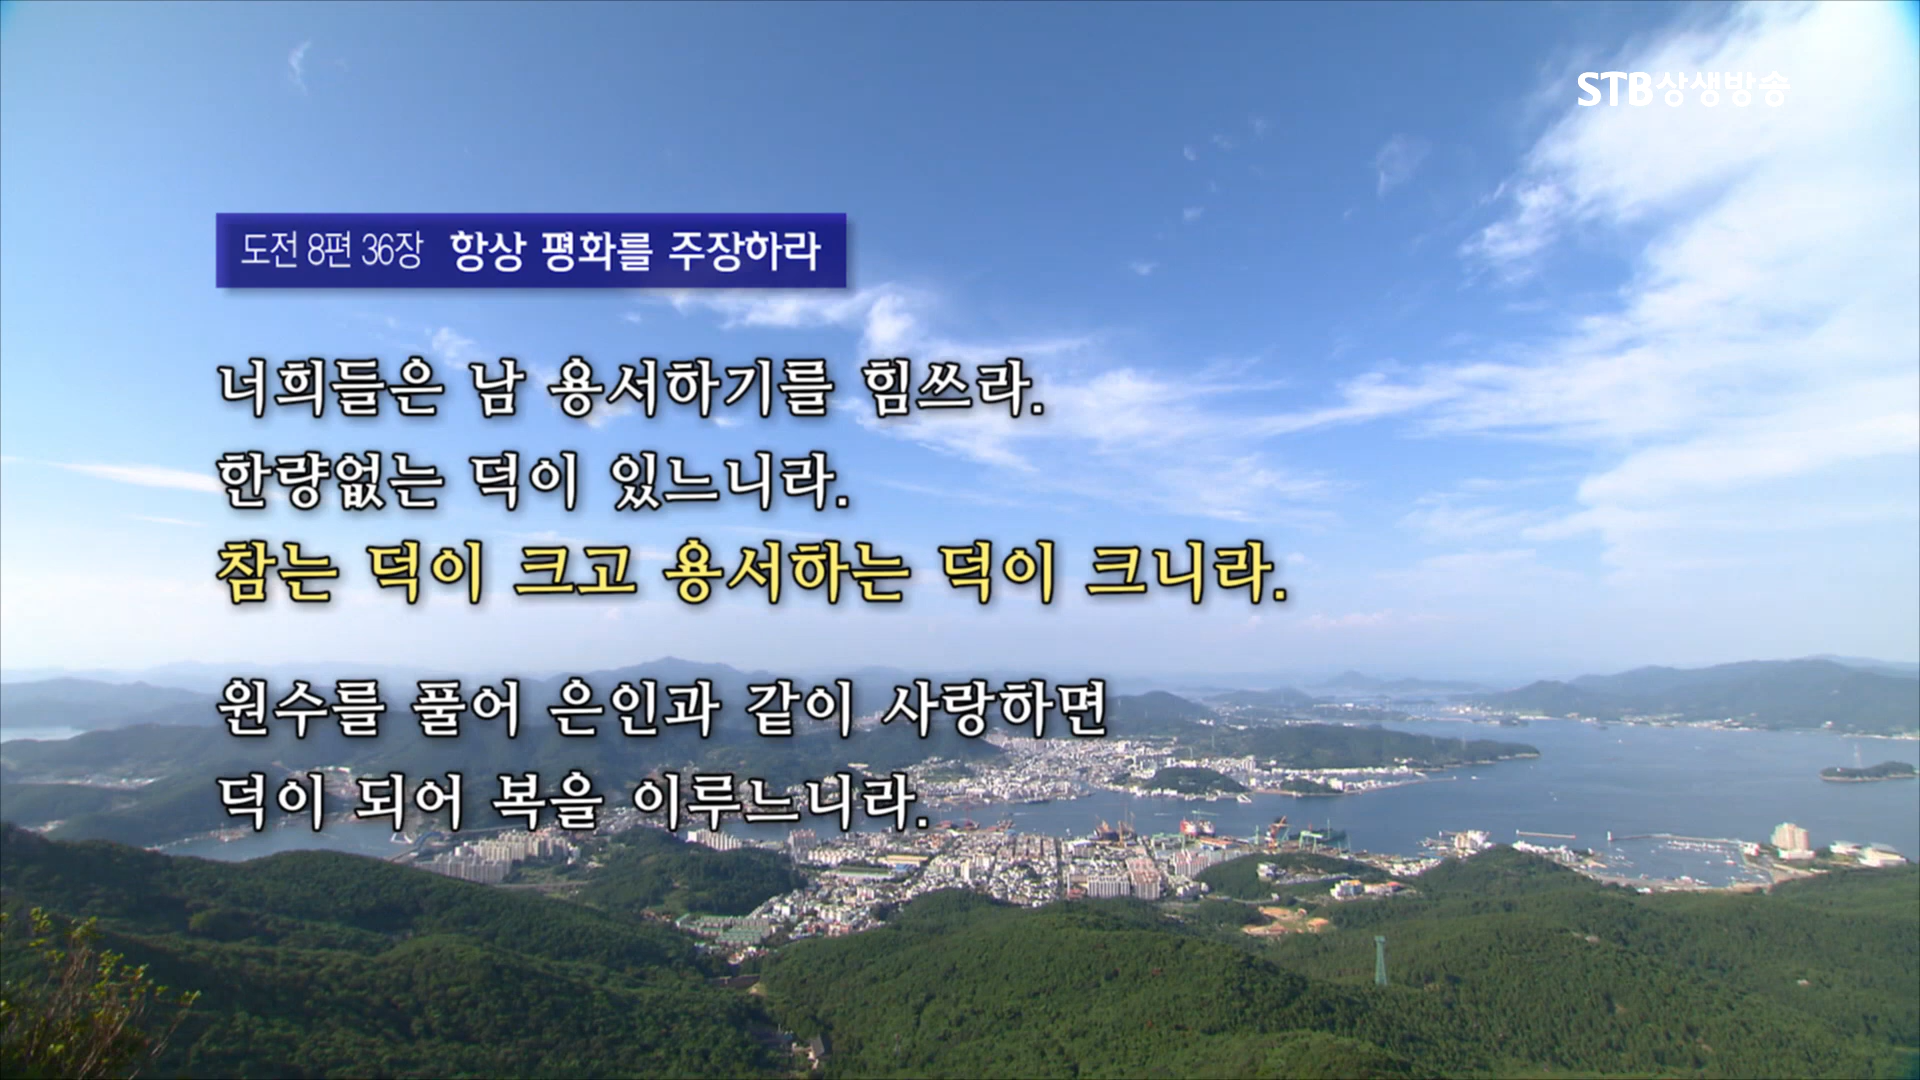 STB상생방송
도전 8편 36장 항상 평화를 주장하라
너희들은 남 용서하기를 힘쓰라.
한량없는 덕이 있느니라.
참는 덕이 크고 용서하는 덕이 크니라.
원수를 풀어 은인과 같이 사랑하면
덕이 되어 복을 이루느니라.